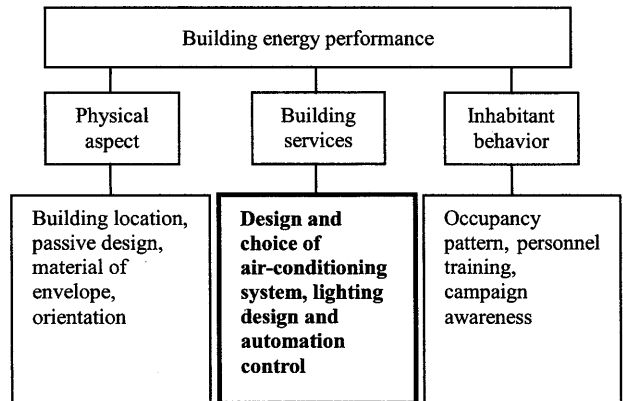 Building energy performance
Physical
aspect
Building
services
Inhabitant
behavior
Building location,
passive design,
material of
envelope,
orientation
Design and
choice of
air-conditioning
system, lighting
design and
automation
control
Occupancy
pattern, personnel
training,
campaign
awareness